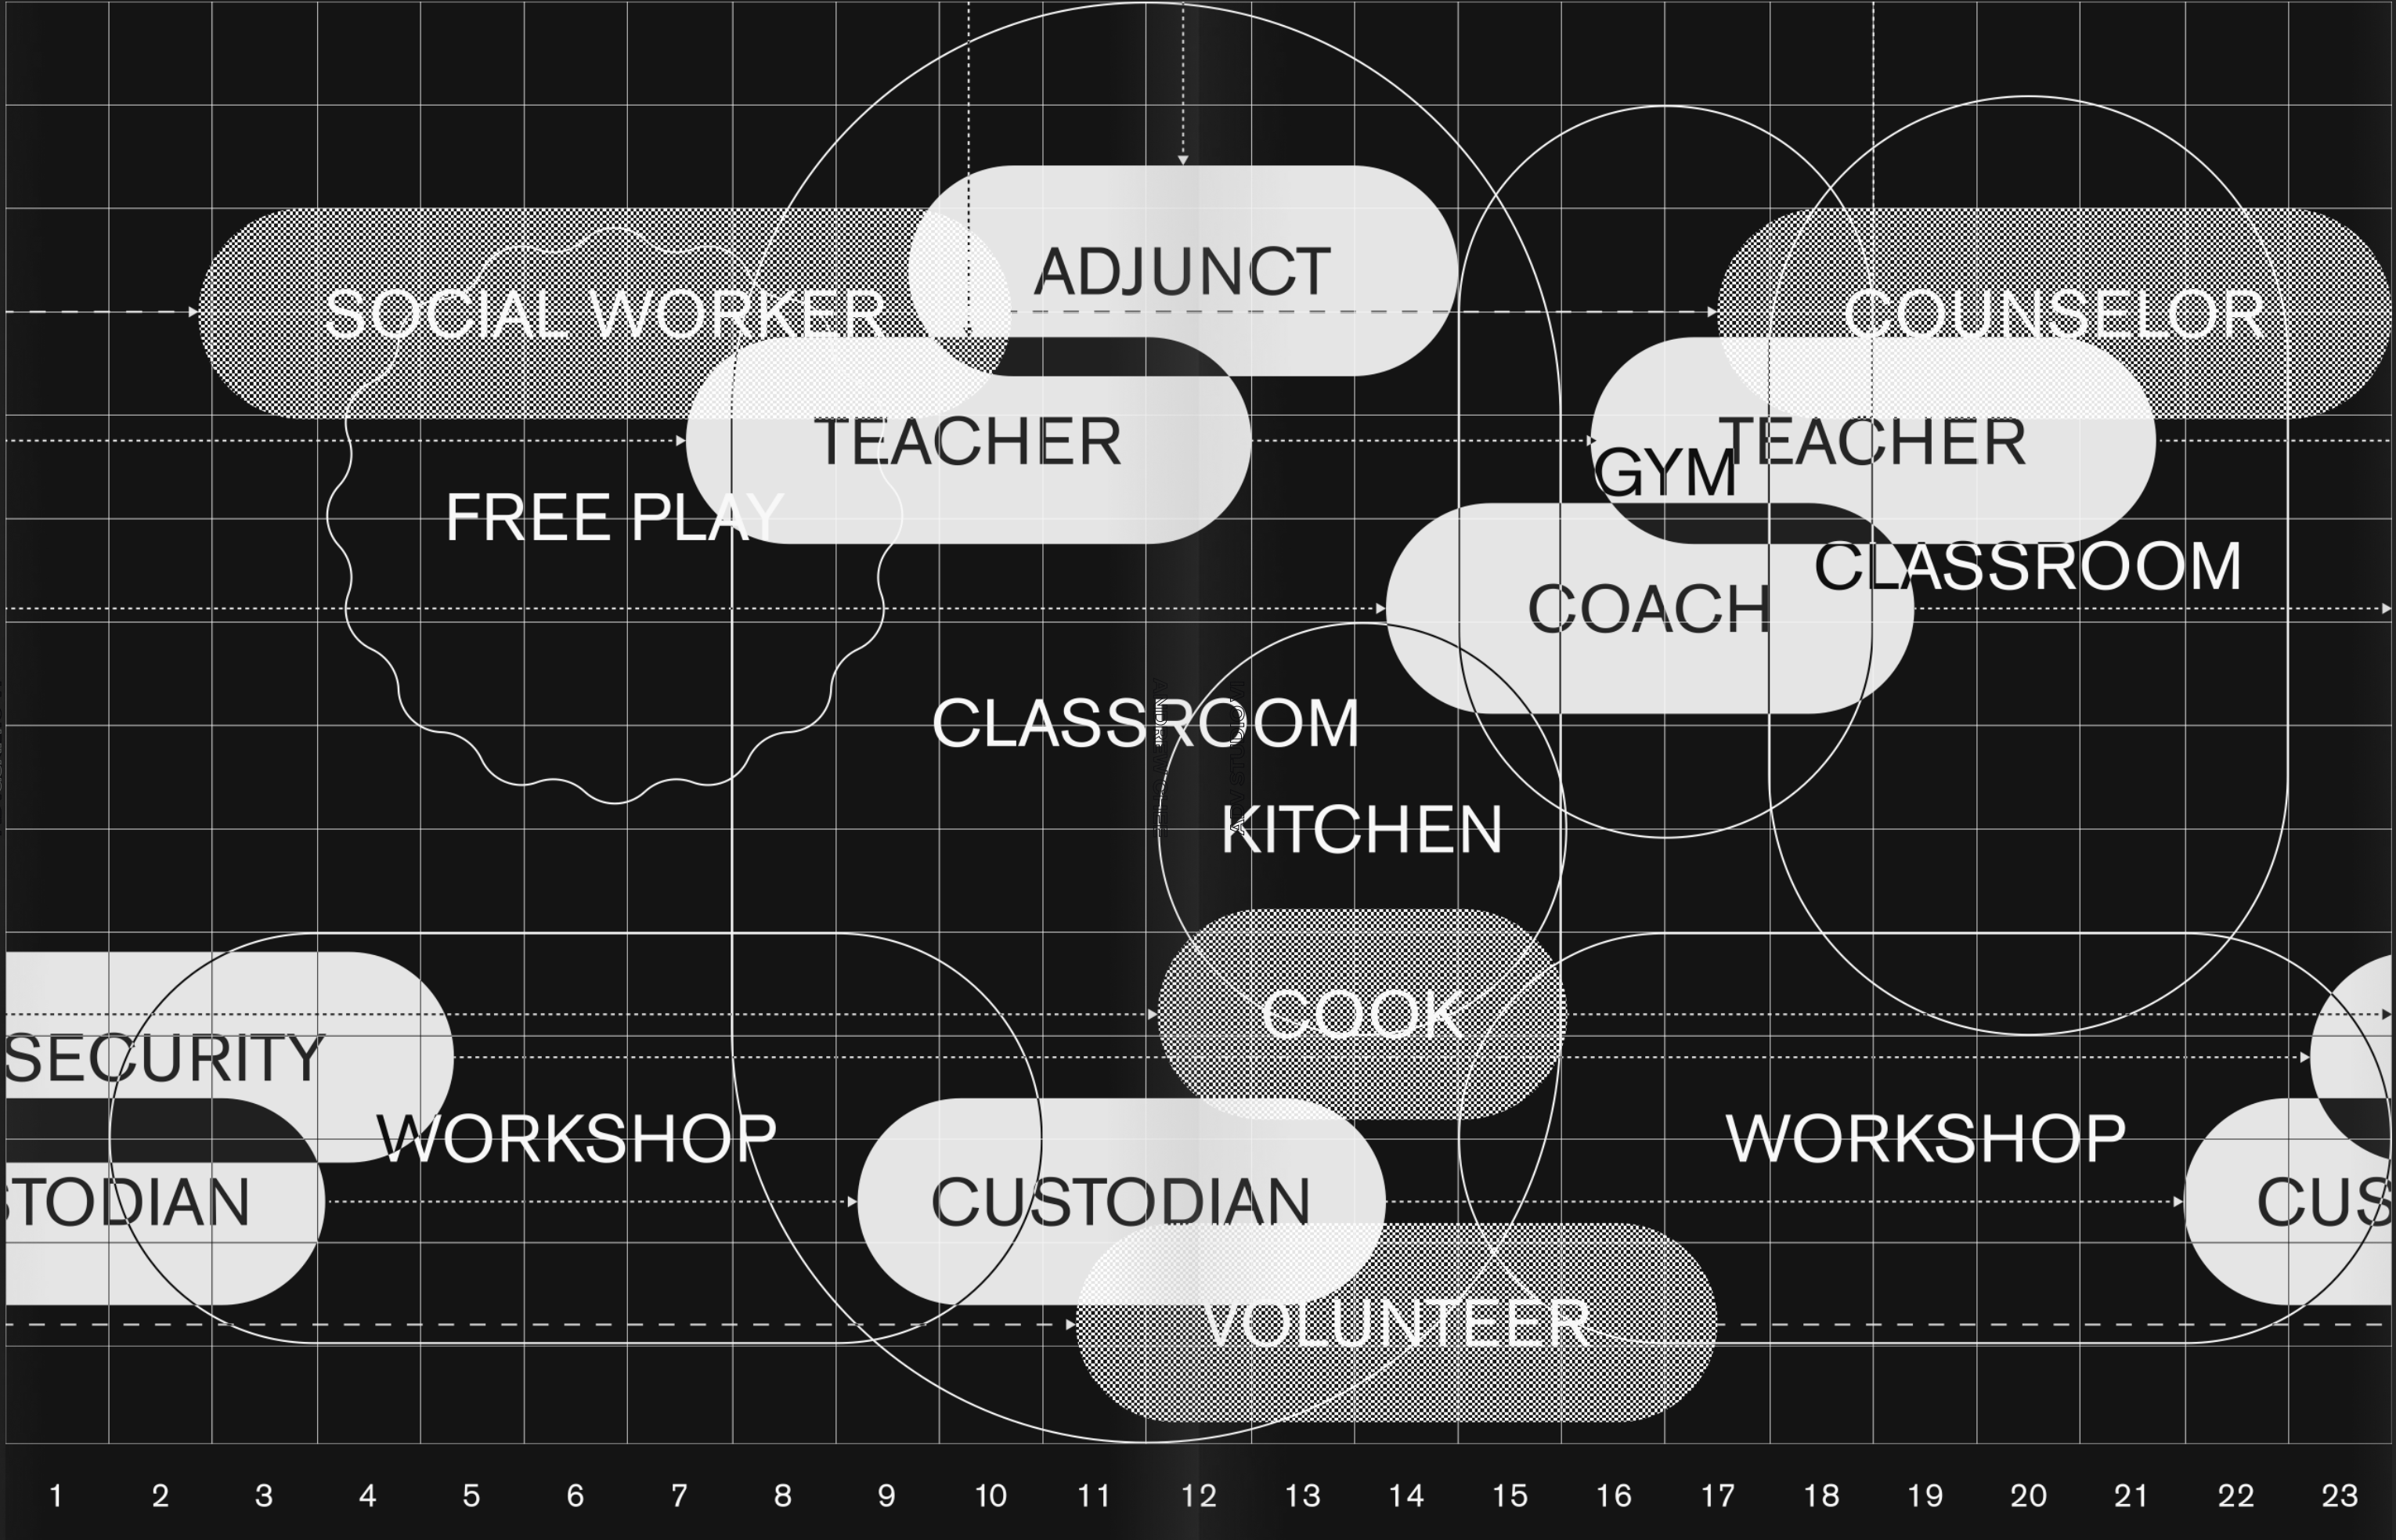 ADJUNCT
SOCIAL WORKER
COUNSELOR
TEACHER
TEACHER
GYM
FREE PLAY
CLASSROOM
COACH
CLASSROOM
KITCHEN
COOK
SECURITY
WORKSHOP
WORKSHOP
TODIAN
CUSTODIAN
CUS
VOLUNTEER
1 2 3 4 5 6 7 8 9 10 11 12 13 14 15 16 17 18 19 20 21 22 23